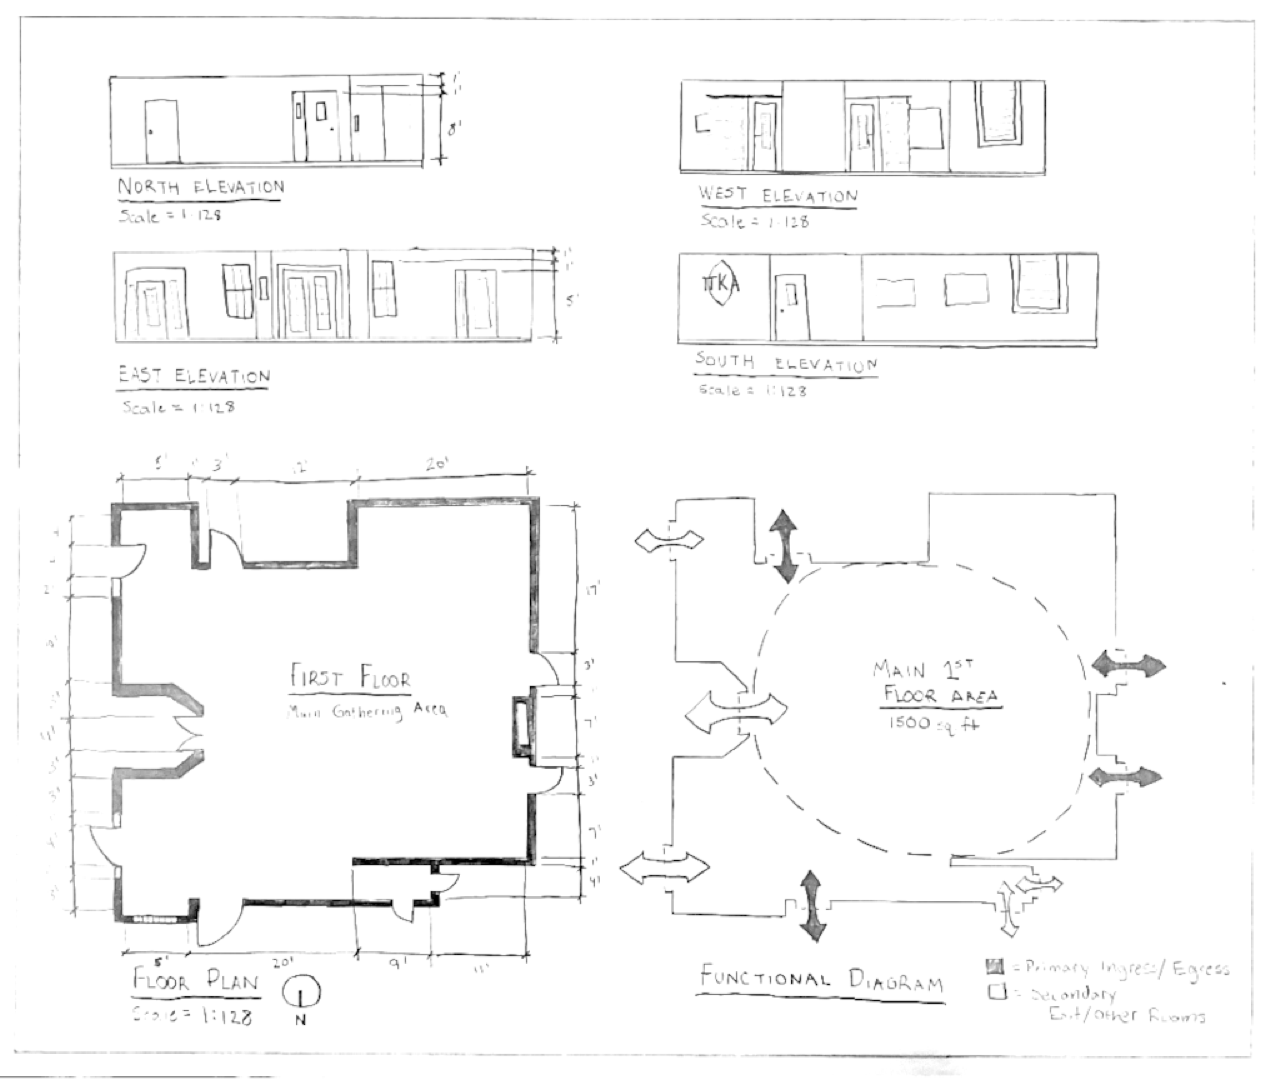 1'
1'
8'
NORTH ELEVATION
Scale = 1:128
WEST ELEVATION
Scale = 1:128
1'
1'
5'
EAST ELEVATION
Scale = 1:128
ΠKA
SOUTH ELEVATION
Scale = 1:128
5' 1' 3' 12' 20'
17'
3'
7'
3'
7'
1'
4'
2'
FIRST FLOOR
Main Gathering Area
5' 20' 9' 11'
FLOOR PLAN
Scale = 1:128
N
MAIN 1ST
FLOOR AREA
1500 sq ft
FUNCTIONAL DIAGRAM
= Primary Ingress/Egress
= Secondary
Exit/Other Rooms